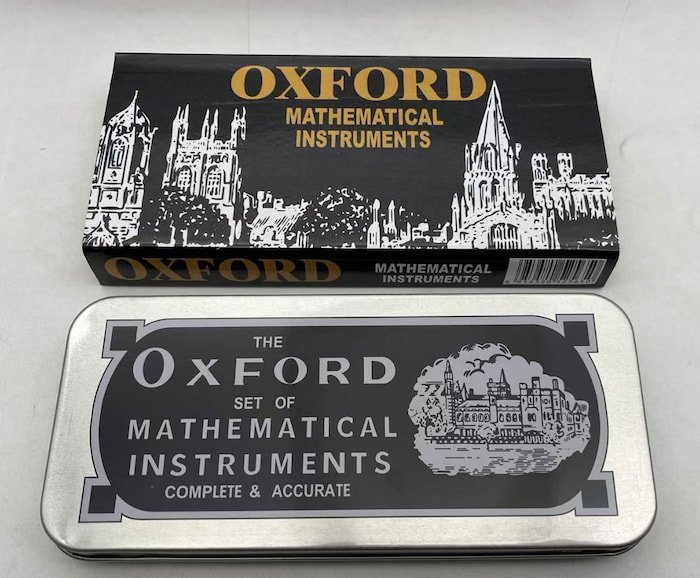 OXFORD
MATHEMATICAL
INSTRUMENTS
OXFORD
MATHEMATICAL
INSTRUMENTS
THE
OXFORD
SET OF
MATHEMATICAL
INSTRUMENTS
COMPLETE & ACCURATE